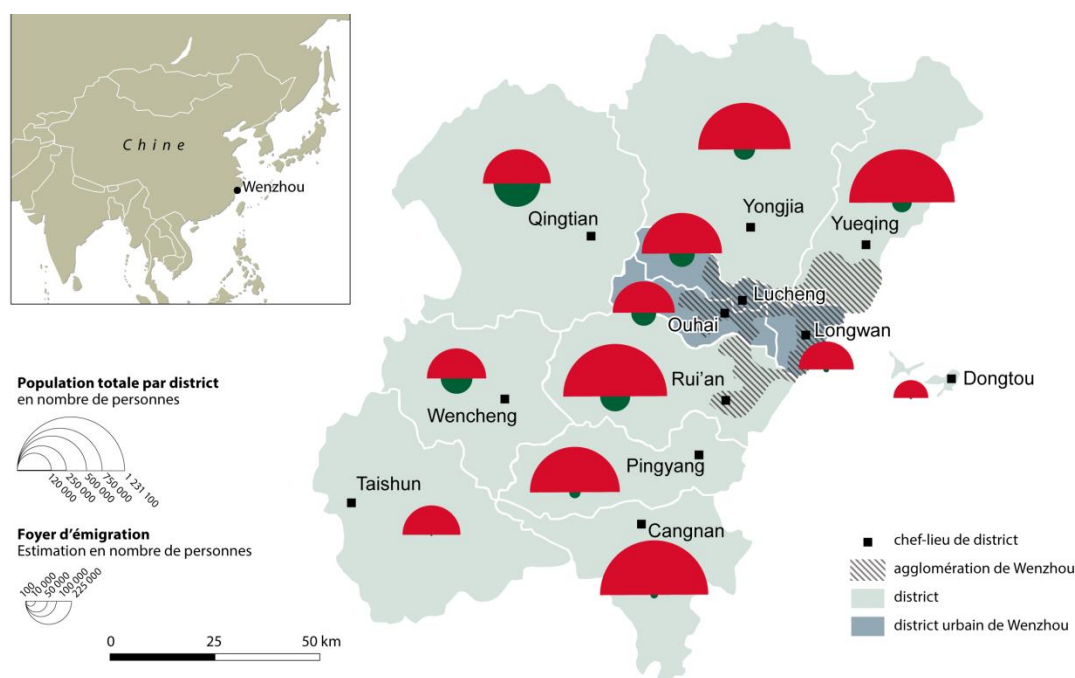 Chine
Wenzhou
Qingtian
Yongjia
Yueqing
Lucheng
Ouhai
Longwan
Rui'an
Dongtou
Wencheng
Pingyang
Taishun
Cangnan
Population totale par district
en nombre de personnes
120 000
250 000
500 000
750 000
1 231 100
Foyer d'émigration
Estimation en nombre de personnes
100
10 000
50 000
100 000
225 000
0 25 50 km
chef-lieu de district
agglomération de Wenzhou
district
district urbain de Wenzhou